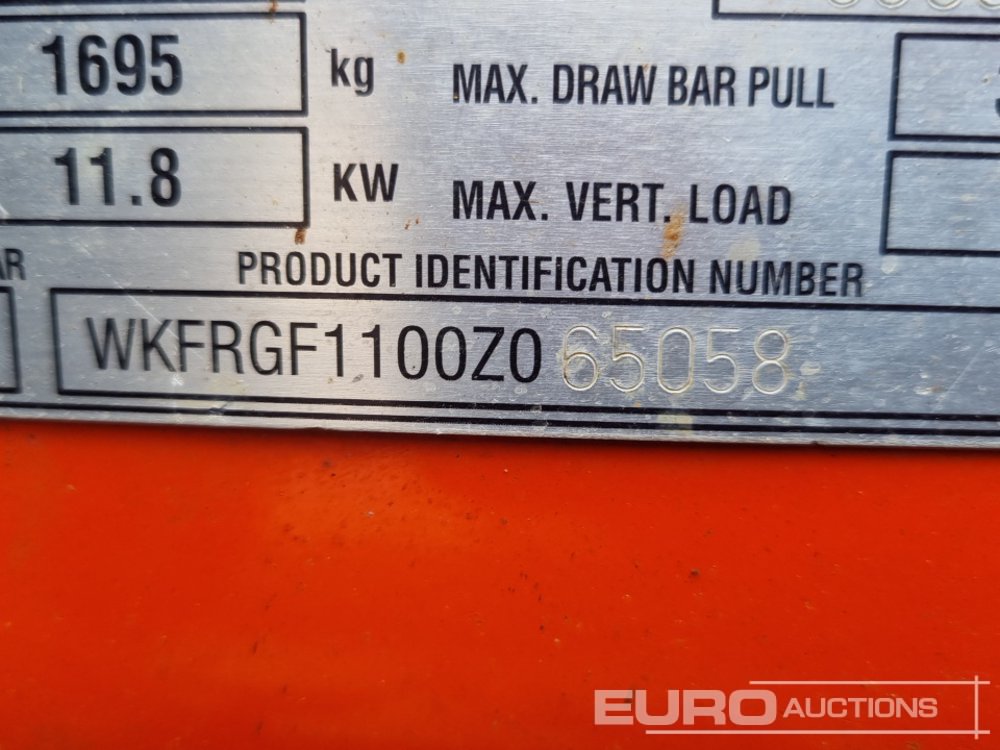 1695 kg MAX. DRAW BAR PULL
11.8 KW MAX. VERT. LOAD
AR PRODUCT IDENTIFICATION NUMBER
WKFRGF1100Z065058
EURO AUCTIONS